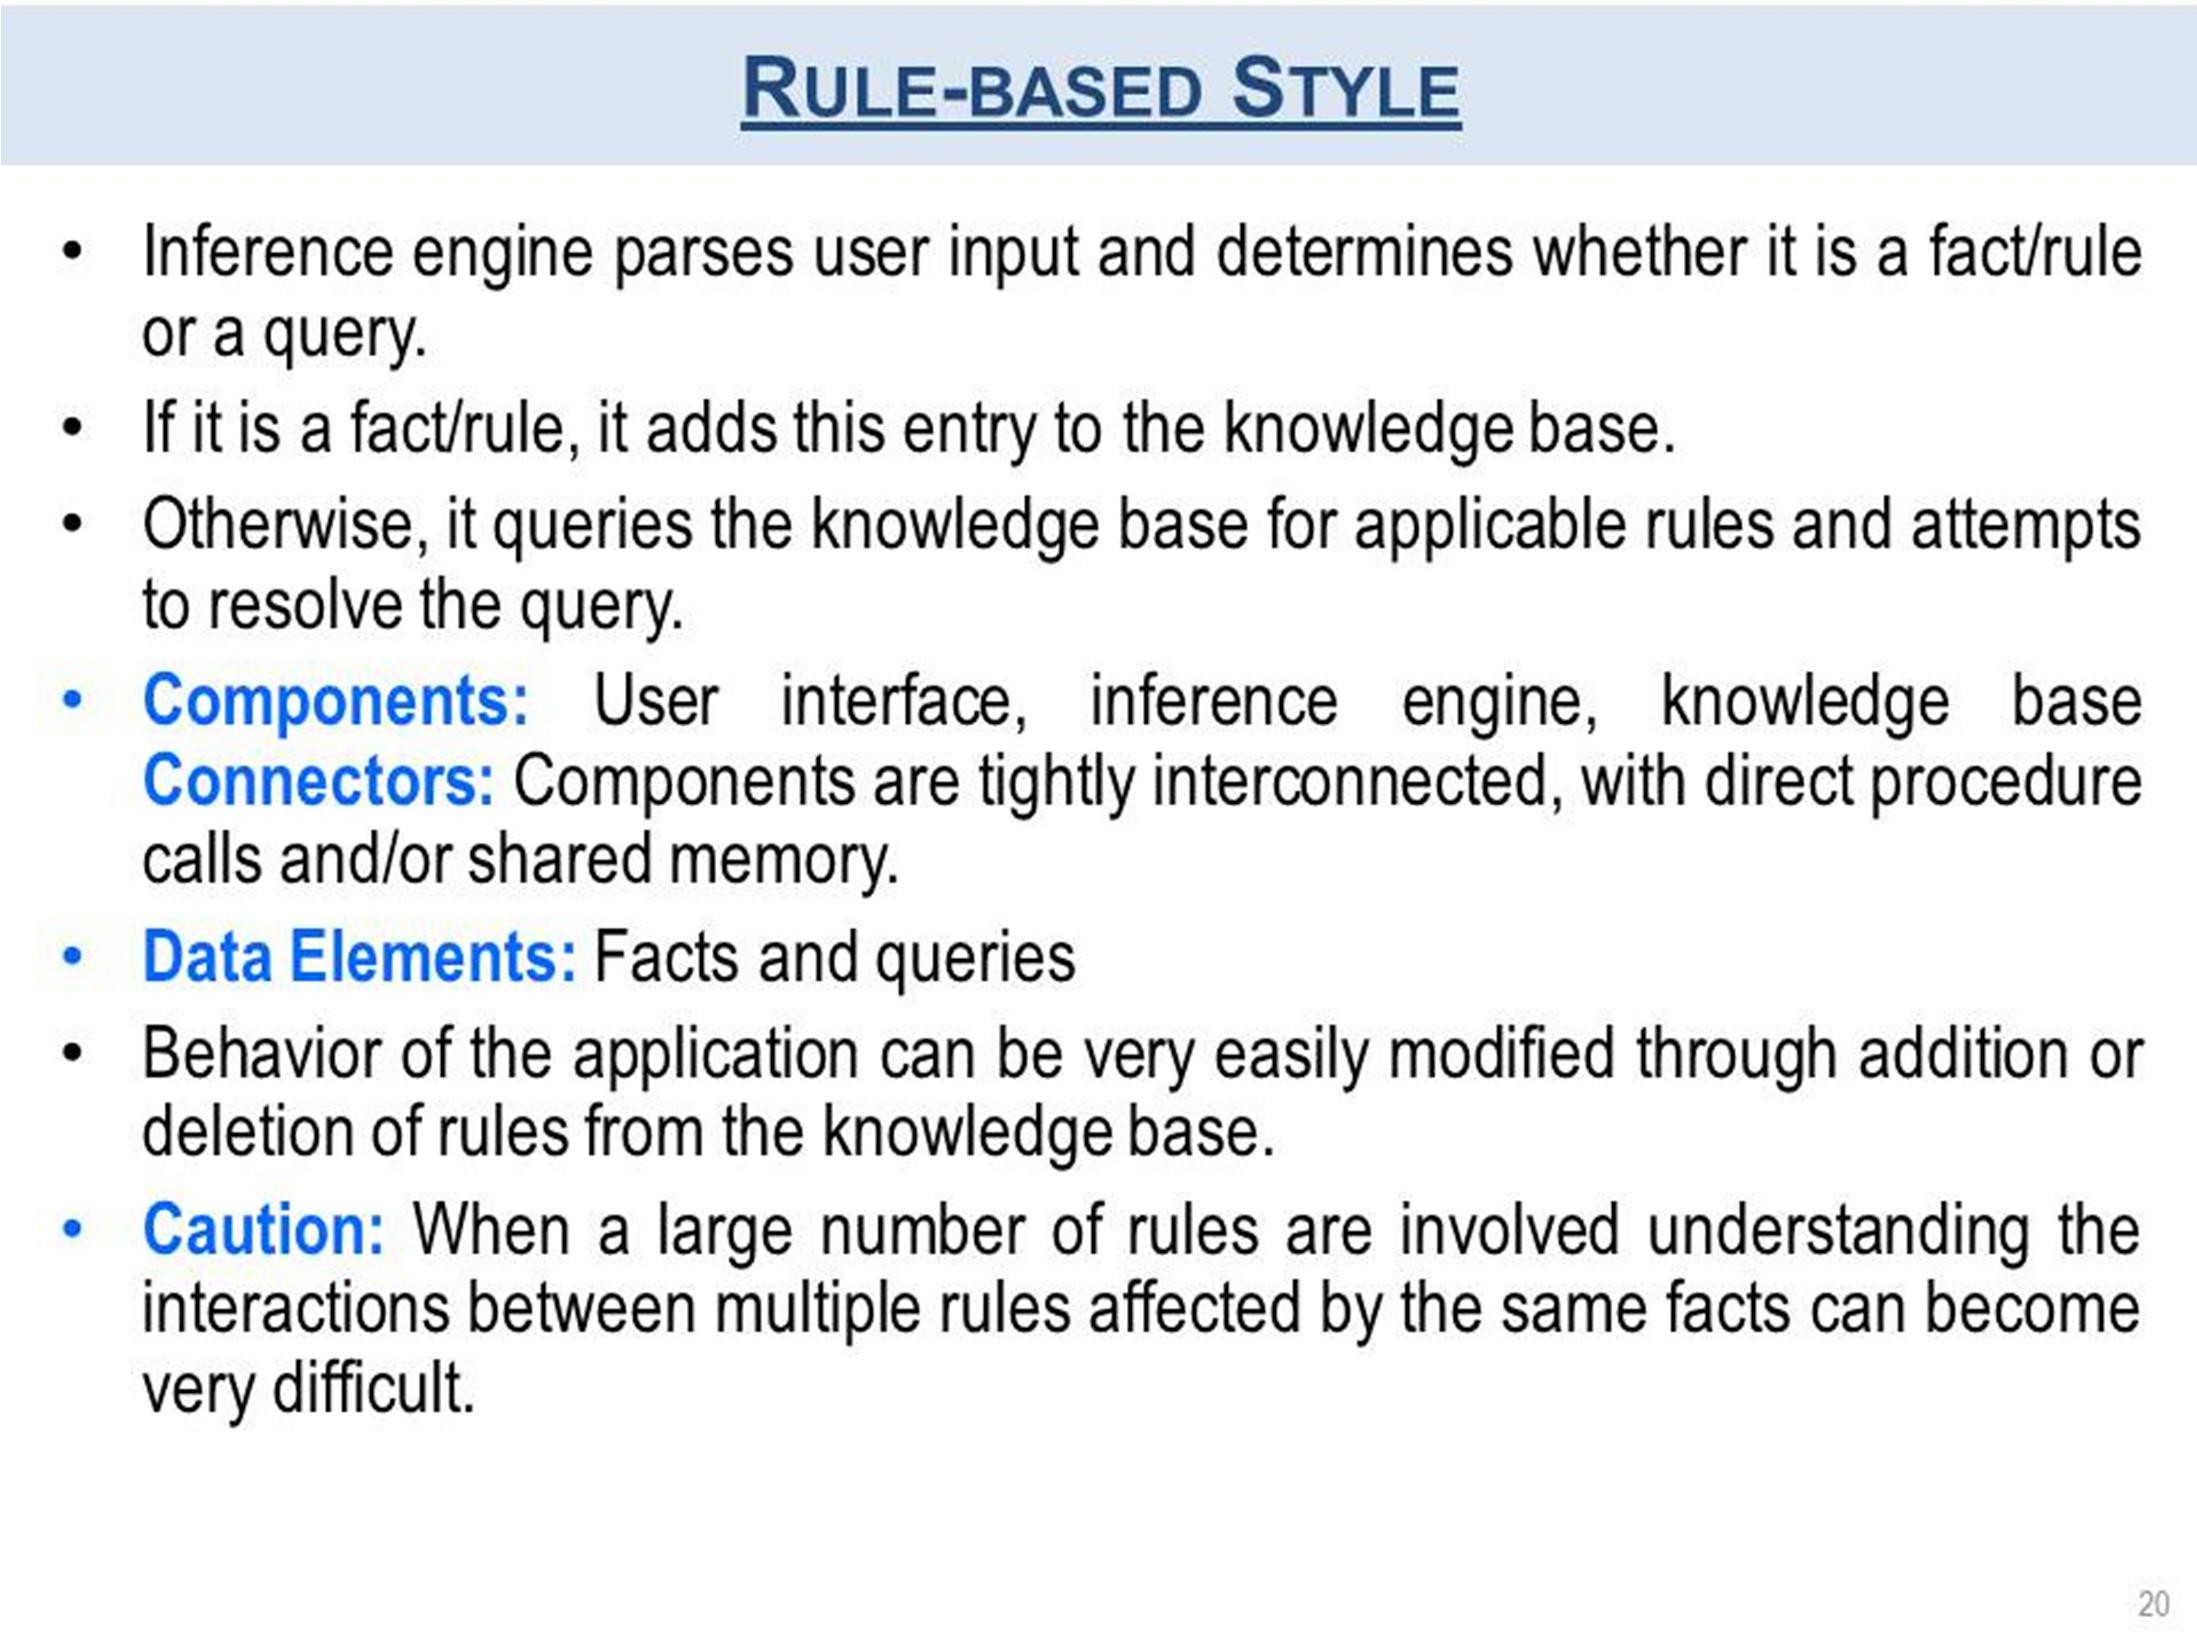 RULE-BASED STYLE
• Inference engine parses user input and determines whether it is a fact/rule
or a query.
• If it is a fact/rule, it adds this entry to the knowledge base.
• Otherwise, it queries the knowledge base for applicable rules and attempts
to resolve the query.
• Components: User interface, inference engine, knowledge base
Connectors: Components are tightly interconnected, with direct procedure
calls and/or shared memory.
• Data Elements: Facts and queries
• Behavior of the application can be very easily modified through addition or
deletion of rules from the knowledge base.
• Caution: When a large number of rules are involved understanding the
interactions between multiple rules affected by the same facts can become
very difficult.
20